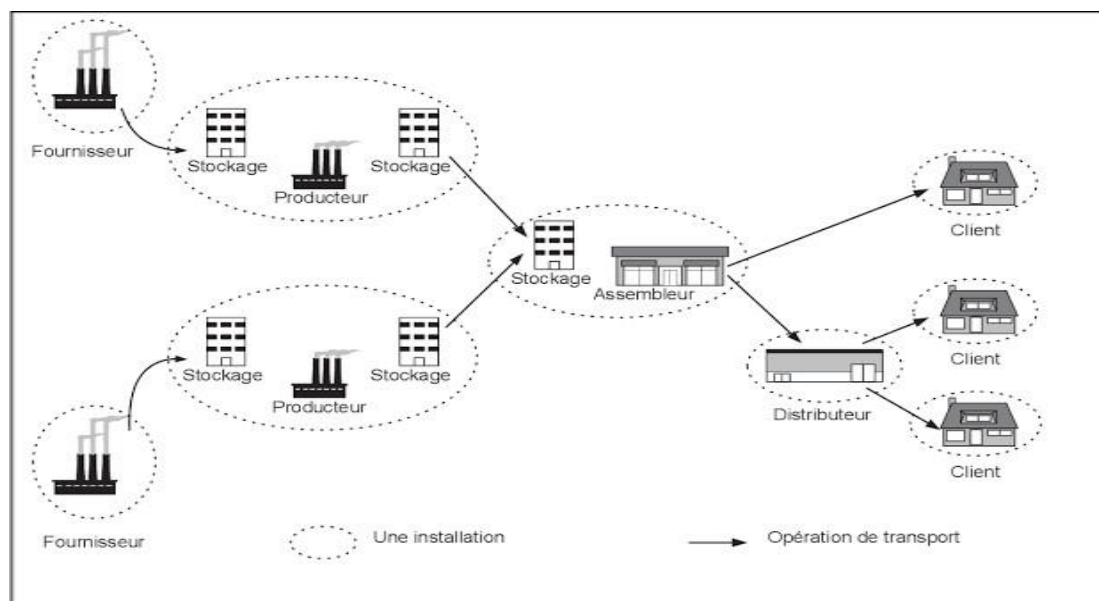 Fournisseur
Stockage
Producteur
Stockage
Stockage
Assembleur
Client
Stockage
Producteur
Stockage
Client
Distributeur
Client
Fournisseur
Une installation
Opération de transport